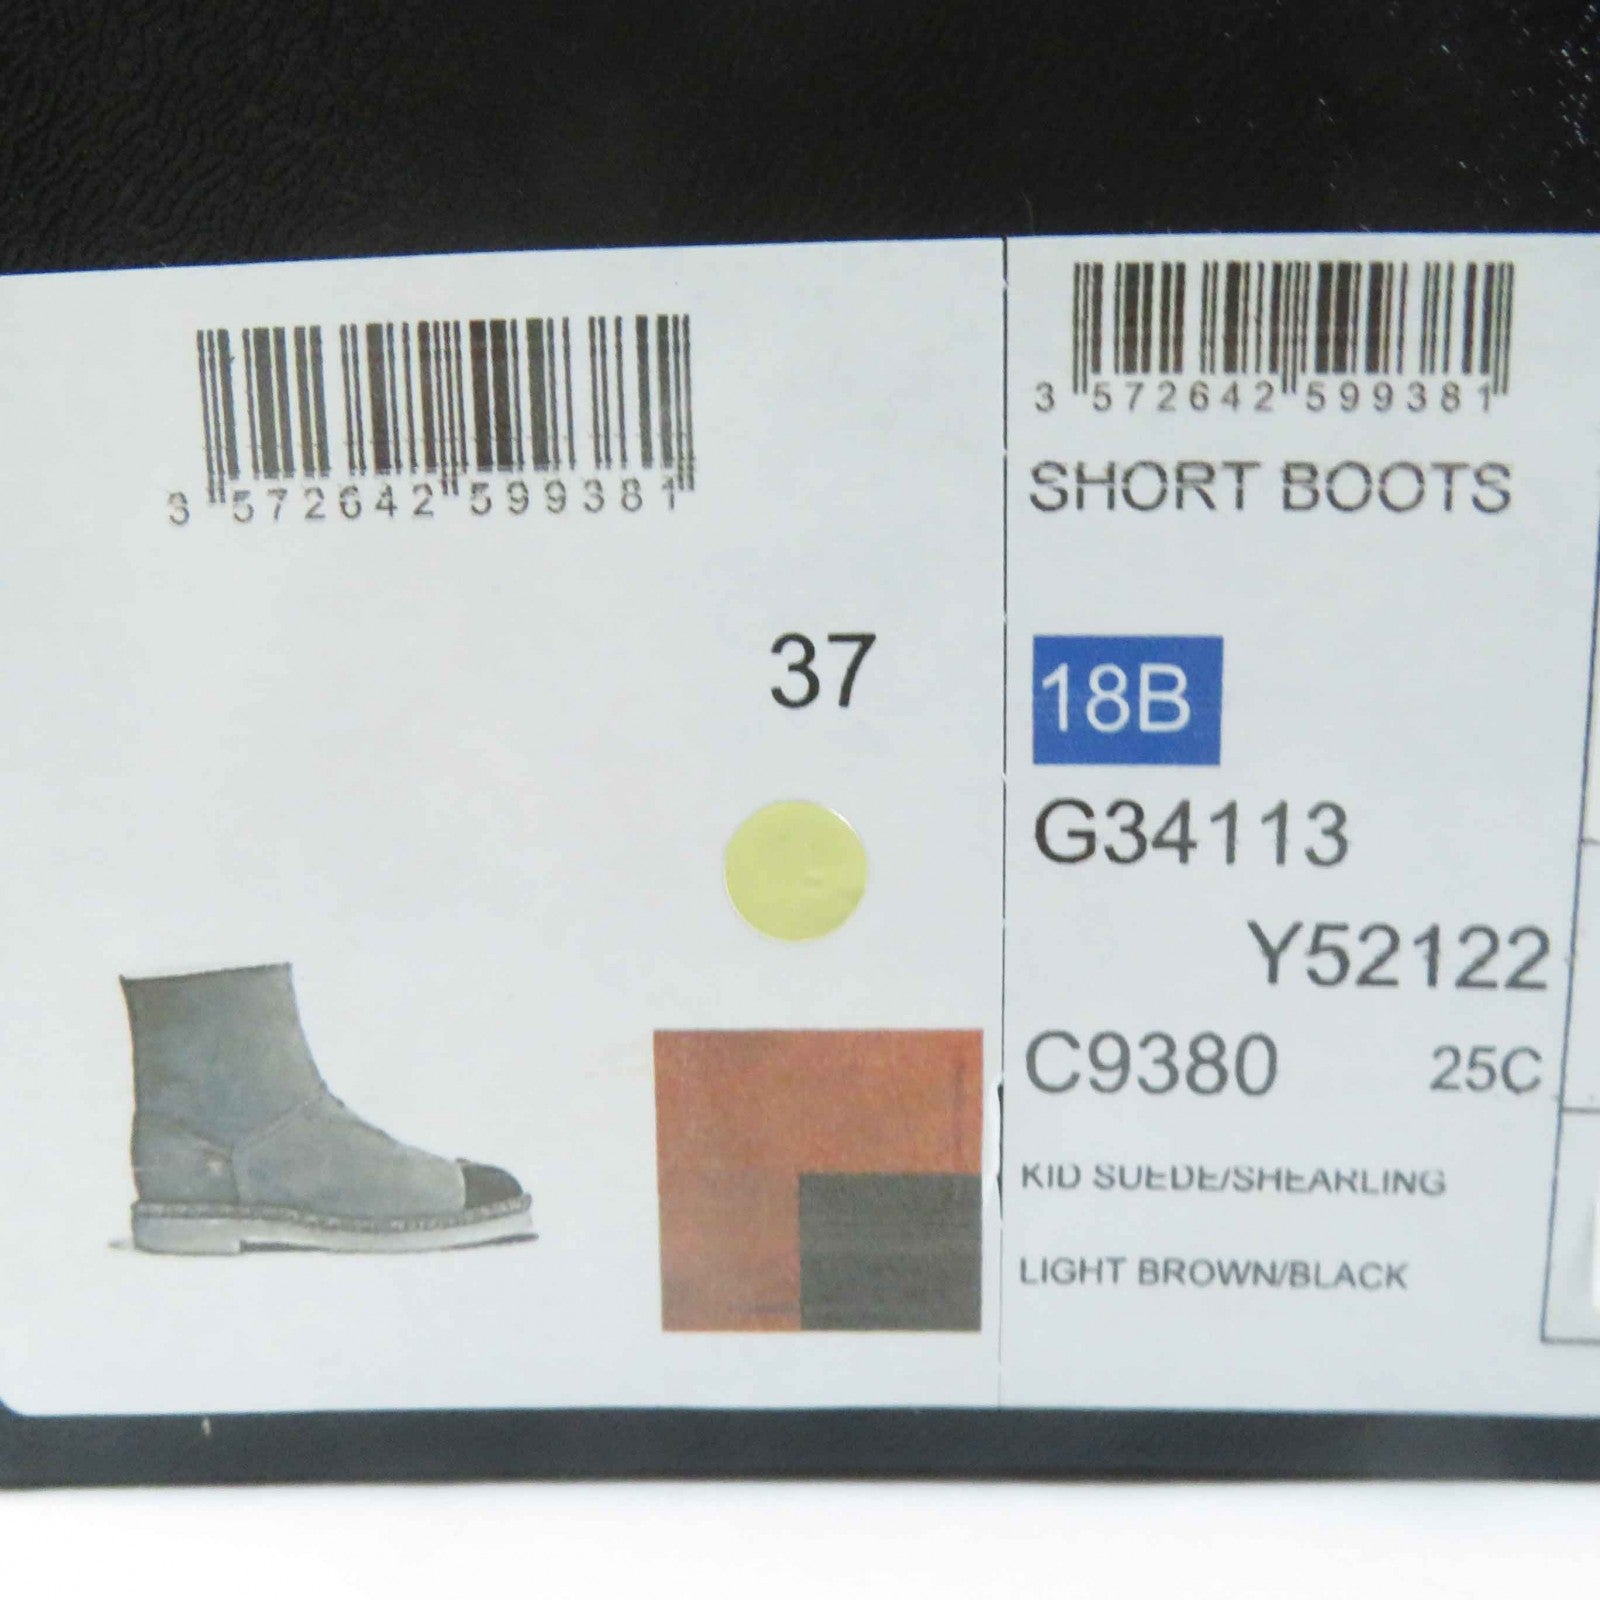 3 572642 599381
37
3 572642 599381
SHORT BOOTS
18B
G34113
Y52122
C9380 25C
KID SUEDE/SHEARLING
LIGHT BROWN/BLACK